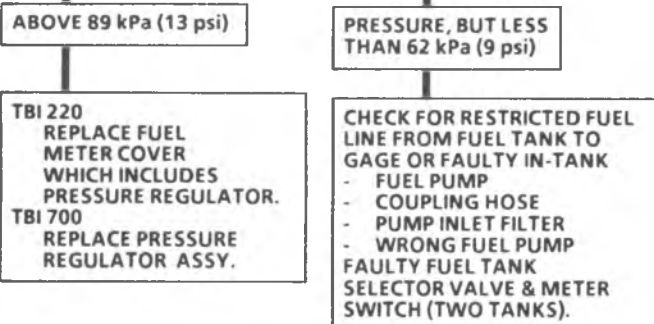 ABOVE 89 kPa (13 psi)
TBI 220
REPLACE FUEL
METER COVER
WHICH INCLUDES
PRESSURE REGULATOR.
TBI 700
REPLACE PRESSURE
REGULATOR ASSY.
PRESSURE, BUT LESS
THAN 62 kPa (9 psi)
CHECK FOR RESTRICTED FUEL
LINE FROM FUEL TANK TO
GAGE OR FAULTY IN-TANK
- FUEL PUMP
- COUPLING HOSE
- PUMP INLET FILTER
- WRONG FUEL PUMP
FAULTY FUEL TANK
SELECTOR VALVE & METER
SWITCH (TWO TANKS).